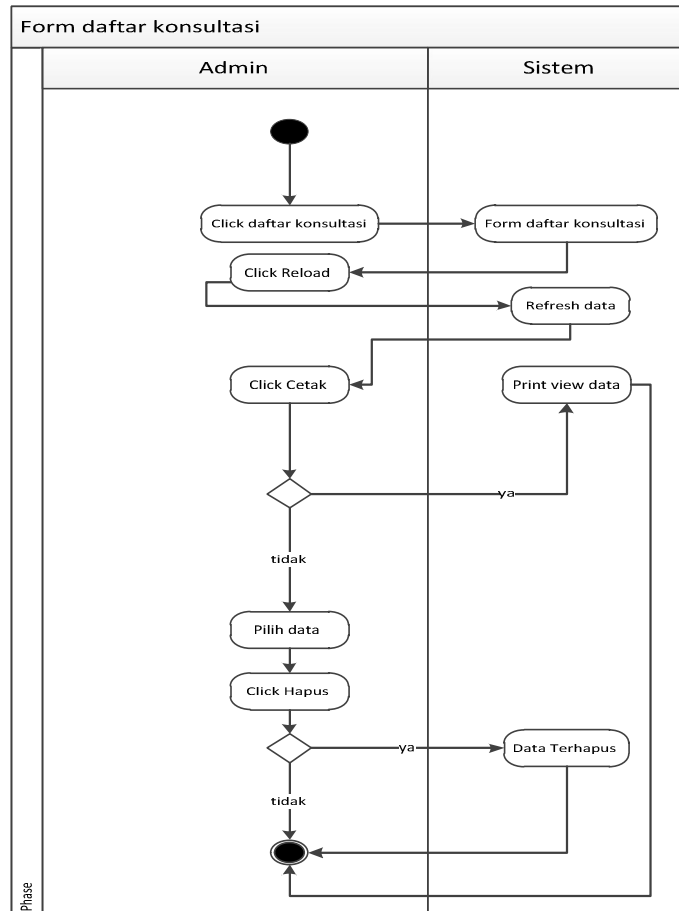 Form daftar konsultasi
Admin
Sistem
Click daftar konsultasi
Form daftar konsultasi
Click Reload
Refresh data
Click Cetak
Print view data
ya
tidak
Pilih data
Click Hapus
ya
Data Terhapus
tidak
Phase